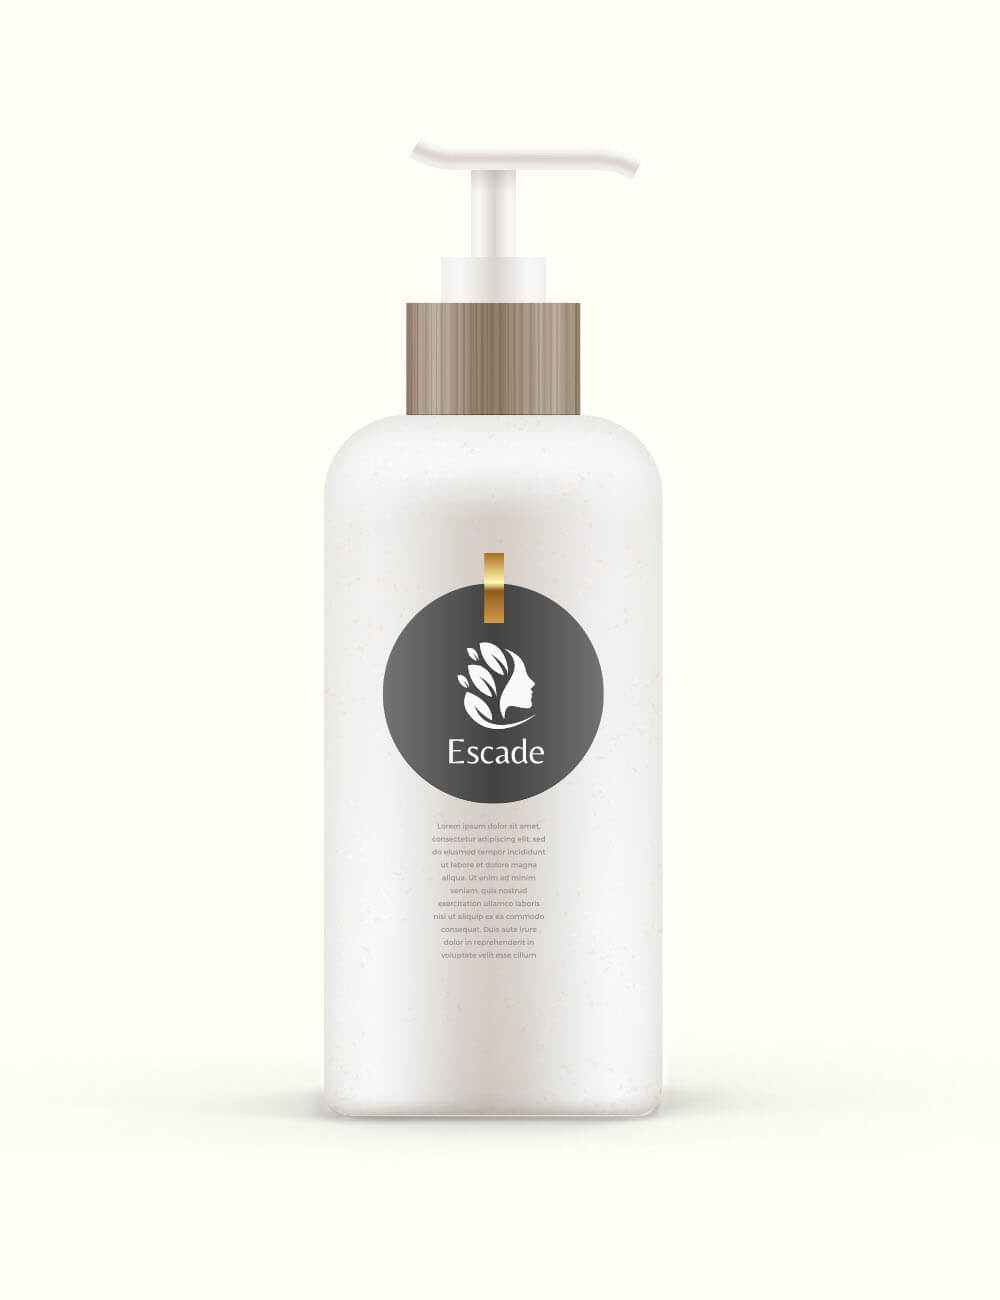 Escade
Lorem ipsum dolor sit amet,
consectetur adipiscing elit, sed
do eiusmod tempor incididunt
ut labore et dolore magna
aliqua. Ut enim ad minim
veniam, quis nostrud
exercitation ullamco laboris
nisi ut aliquip ex ea commodo
consequat. Duis aute irure
dolor in reprehenderit in
voluptate velit esse cillum